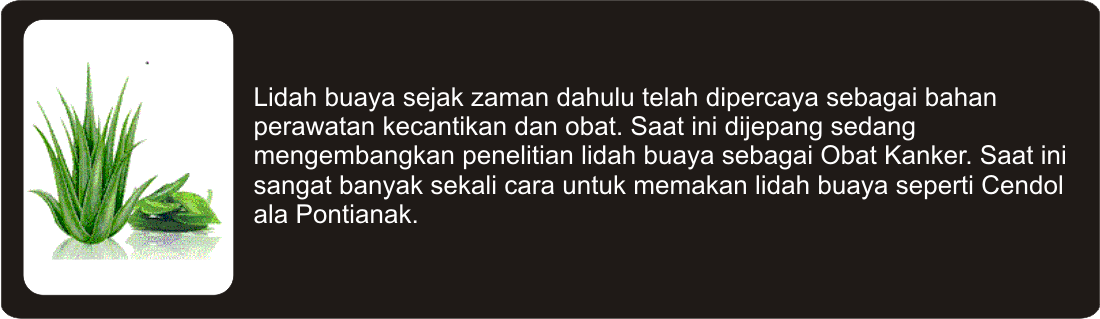 Lidah buaya sejak zaman dahulu telah dipercaya sebagai bahan
perawatan kecantikan dan obat. Saat ini dijepang sedang
mengembangkan penelitian lidah buaya sebagai Obat Kanker. Saat ini
sangat banyak sekali cara untuk memakan lidah buaya seperti Cendol
ala Pontianak.